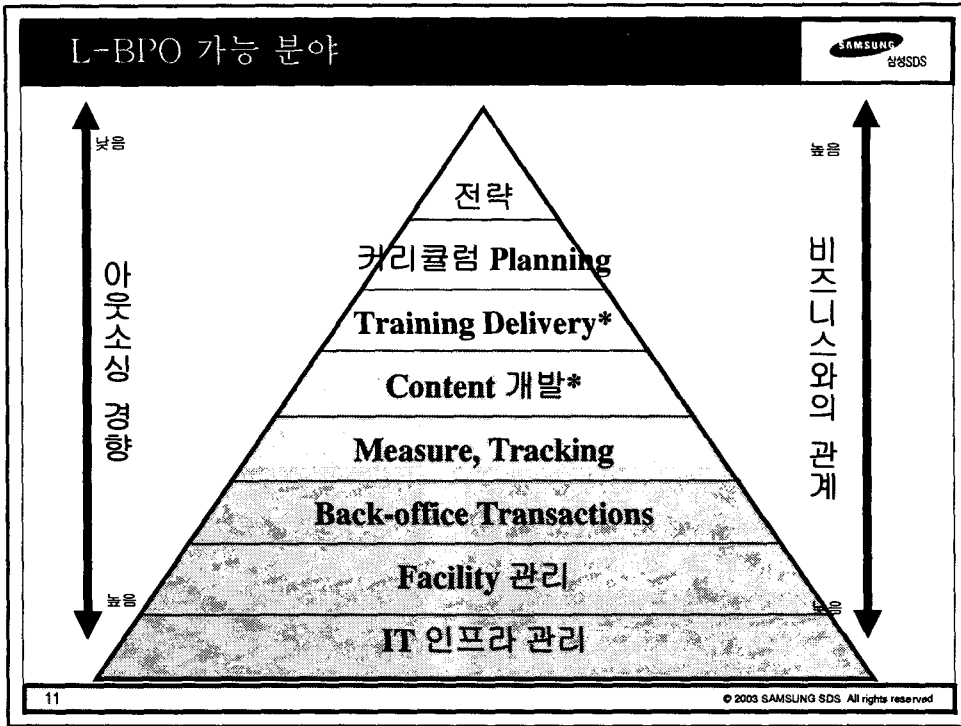 L-BPO 가능 분야
SAMSUNG
삼성SDS
낮음
높음
전략
커리큘럼 Planning
Training Delivery*
Content 개발*
Measure, Tracking
Back-office Transactions
Facility 관리
IT 인프라 관리
아웃소싱 경향
비즈니스와의 관계
높음
낮음
11
© 2003 SAMSUNG SDS All rights reserved